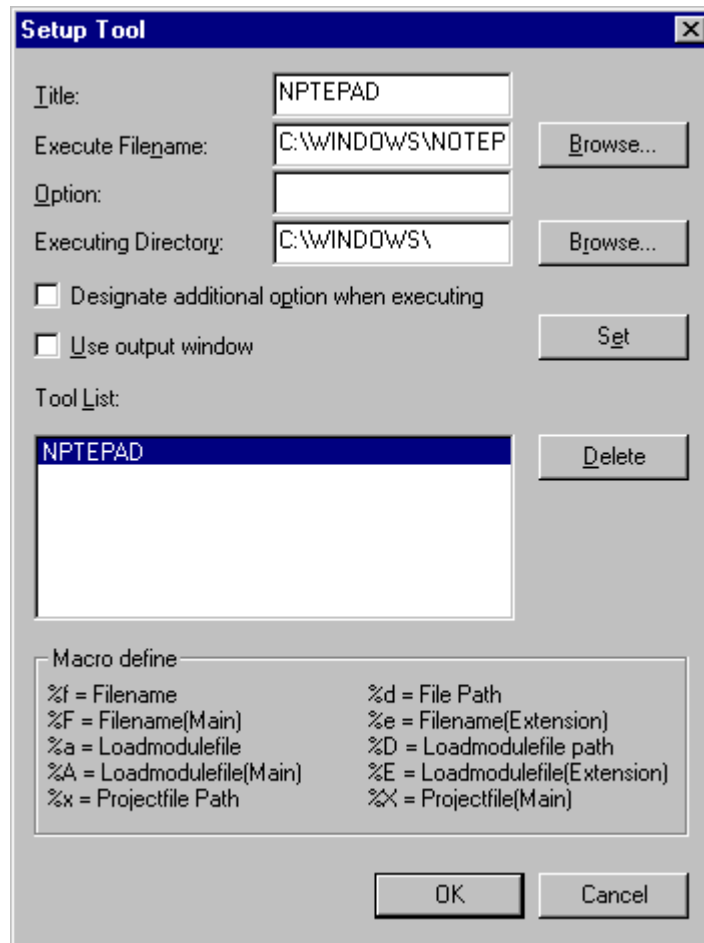 Setup Tool
Title: NPTEPAD
Execute Filename: C:\WINDOWS\NOTEP Browse...
Option:
Executing Directory: C:\WINDOWS\ Browse...
Designate additional option when executing
Use output window Set
Tool List:
NPTEPAD Delete
Macro define
%f = Filename %d = File Path
%F = Filename(Main) %e = Filename(Extension)
%a = Loadmodulefile %D = Loadmodulefile path
%A = Loadmodulefile(Main) %E = Loadmodulefile(Extension)
%x = Projectfile Path %X = Projectfile(Main)
OK Cancel